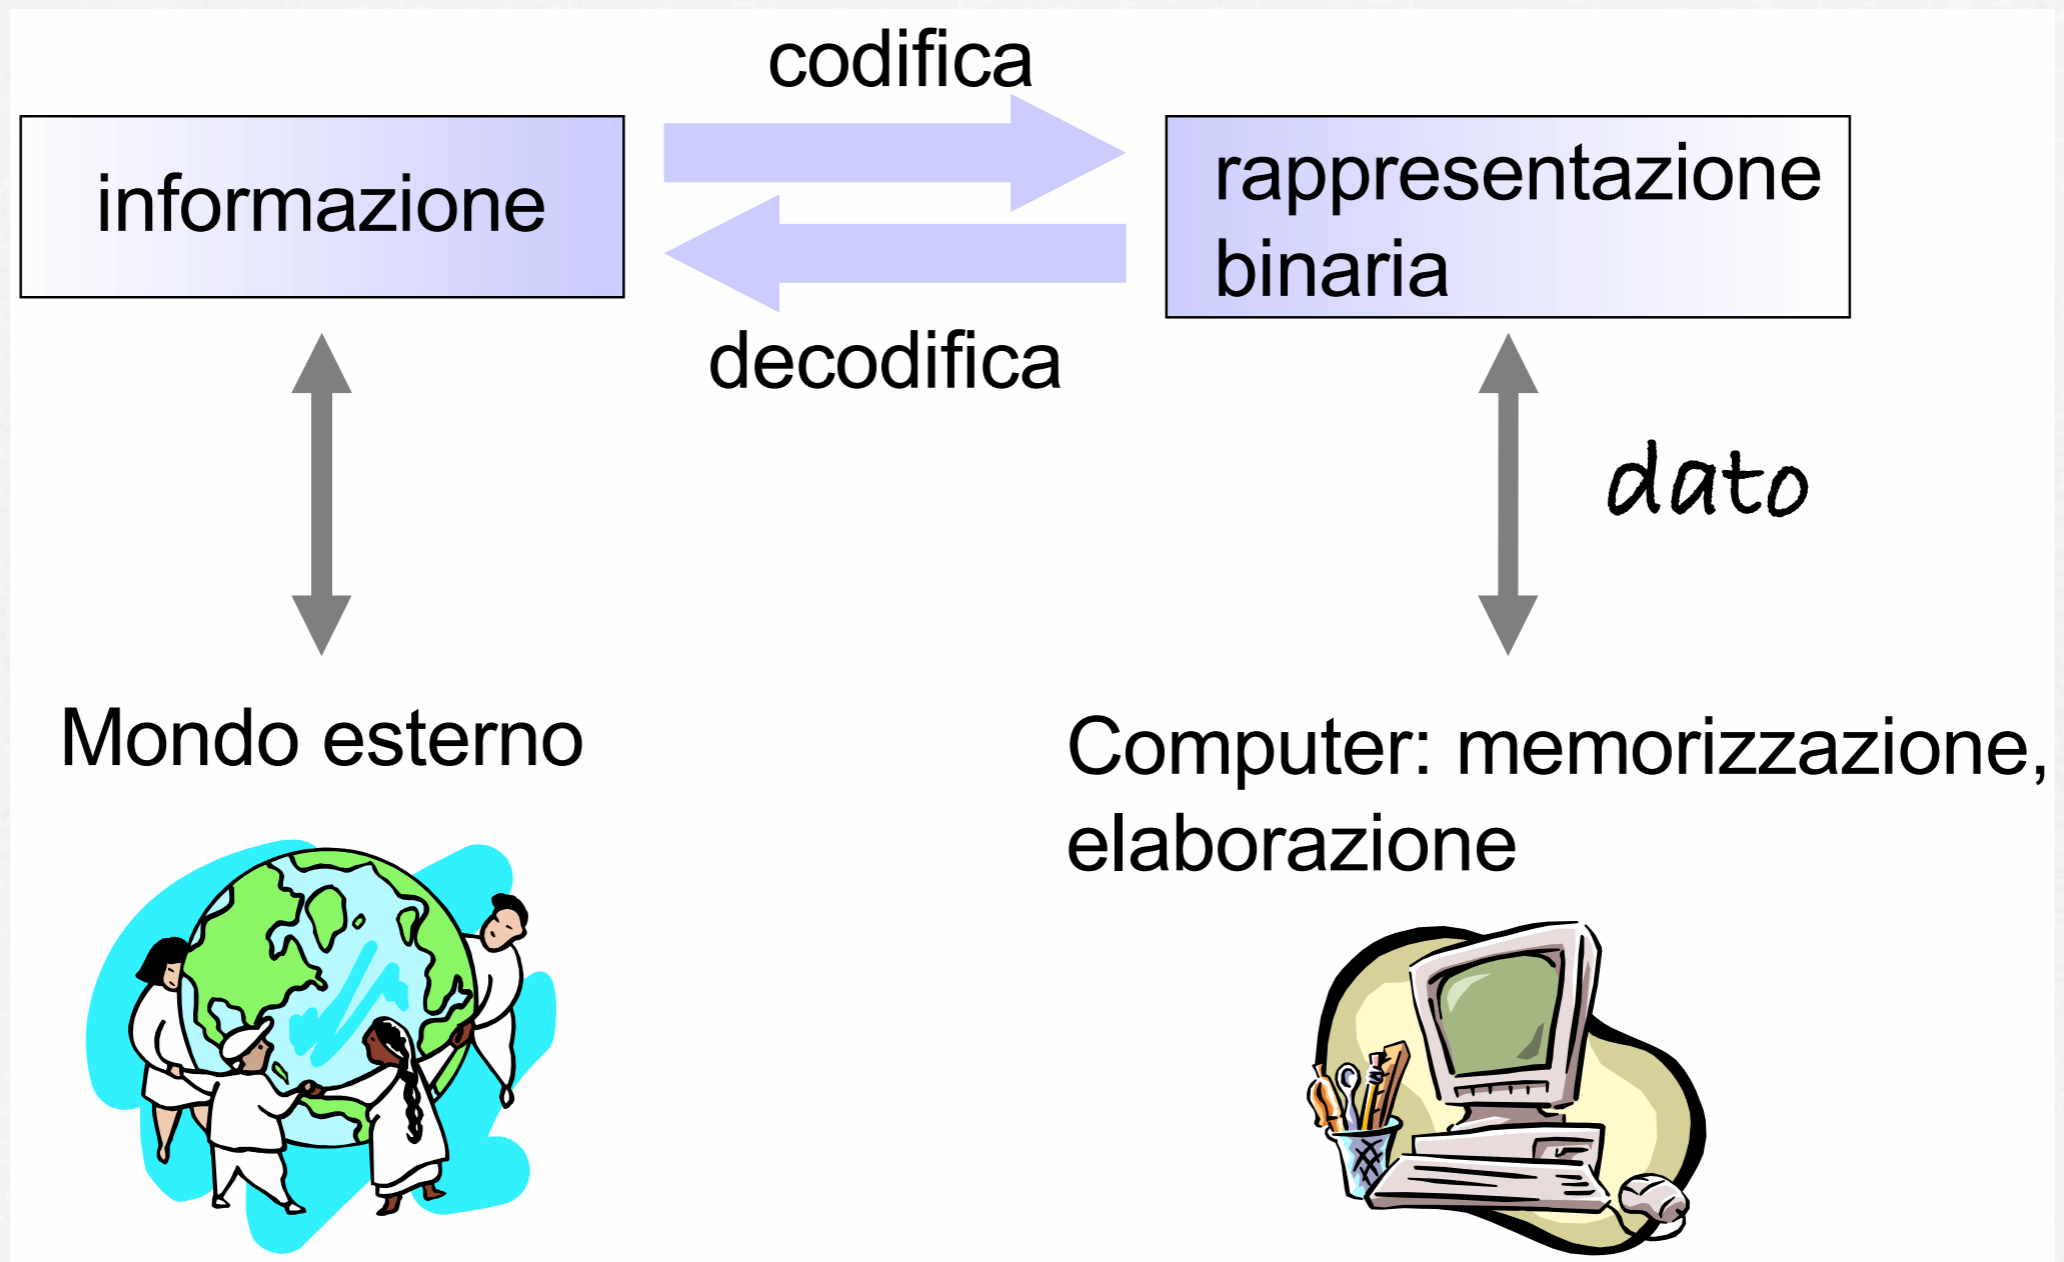 codifica
informazione
rappresentazione
binaria
decodifica
dato
Mondo esterno
Computer: memorizzazione,
elaborazione